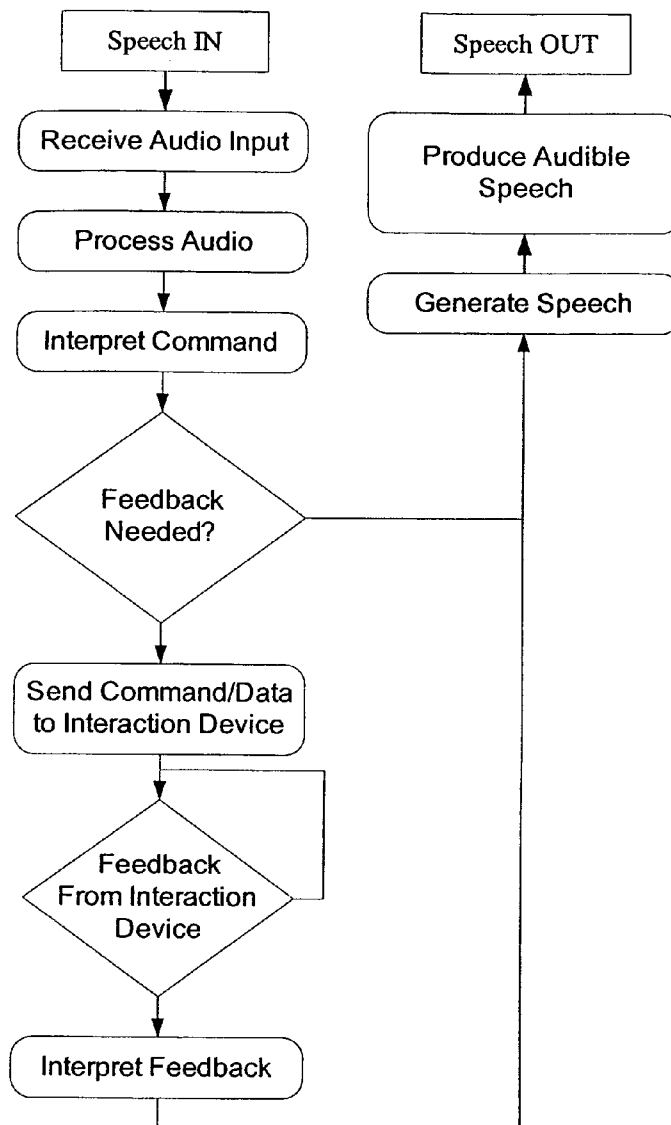 Speech IN
Receive Audio Input
Process Audio
Interpret Command
Feedback
Needed?
Send Command/Data
to Interaction Device
Feedback
From Interaction
Device
Interpret Feedback
Speech OUT
Produce Audible
Speech
Generate Speech